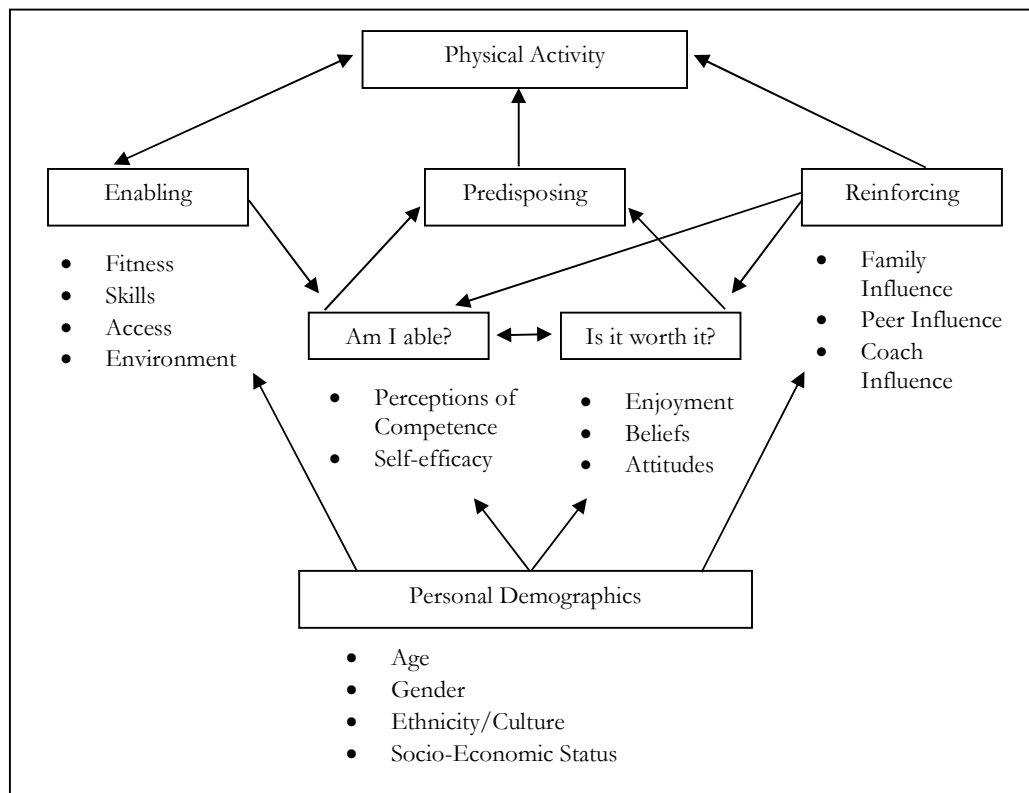 Physical Activity
Enabling
Predisposing
Reinforcing
• Fitness
• Skills
• Access
• Environment
• Family
Influence
• Peer Influence
• Coach
Influence
Am I able?
Is it worth it?
• Perceptions of
Competence
• Self-efficacy
• Enjoyment
• Beliefs
• Attitudes
Personal Demographics
• Age
• Gender
• Ethnicity/Culture
• Socio-Economic Status